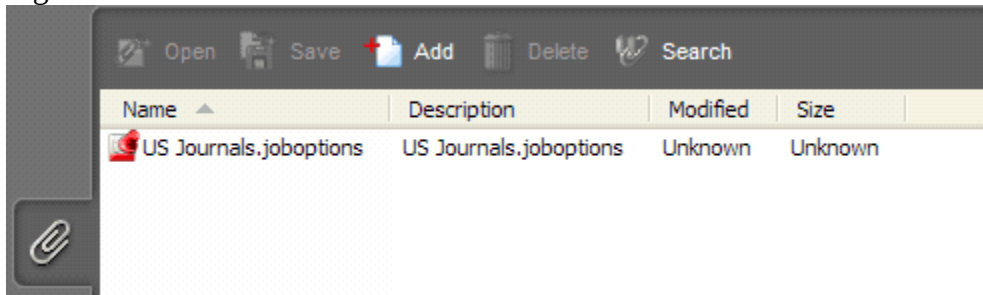 Open Save Add Delete Search
Name Description Modified Size
US Journals.joboptions US Journals.joboptions Unknown Unknown